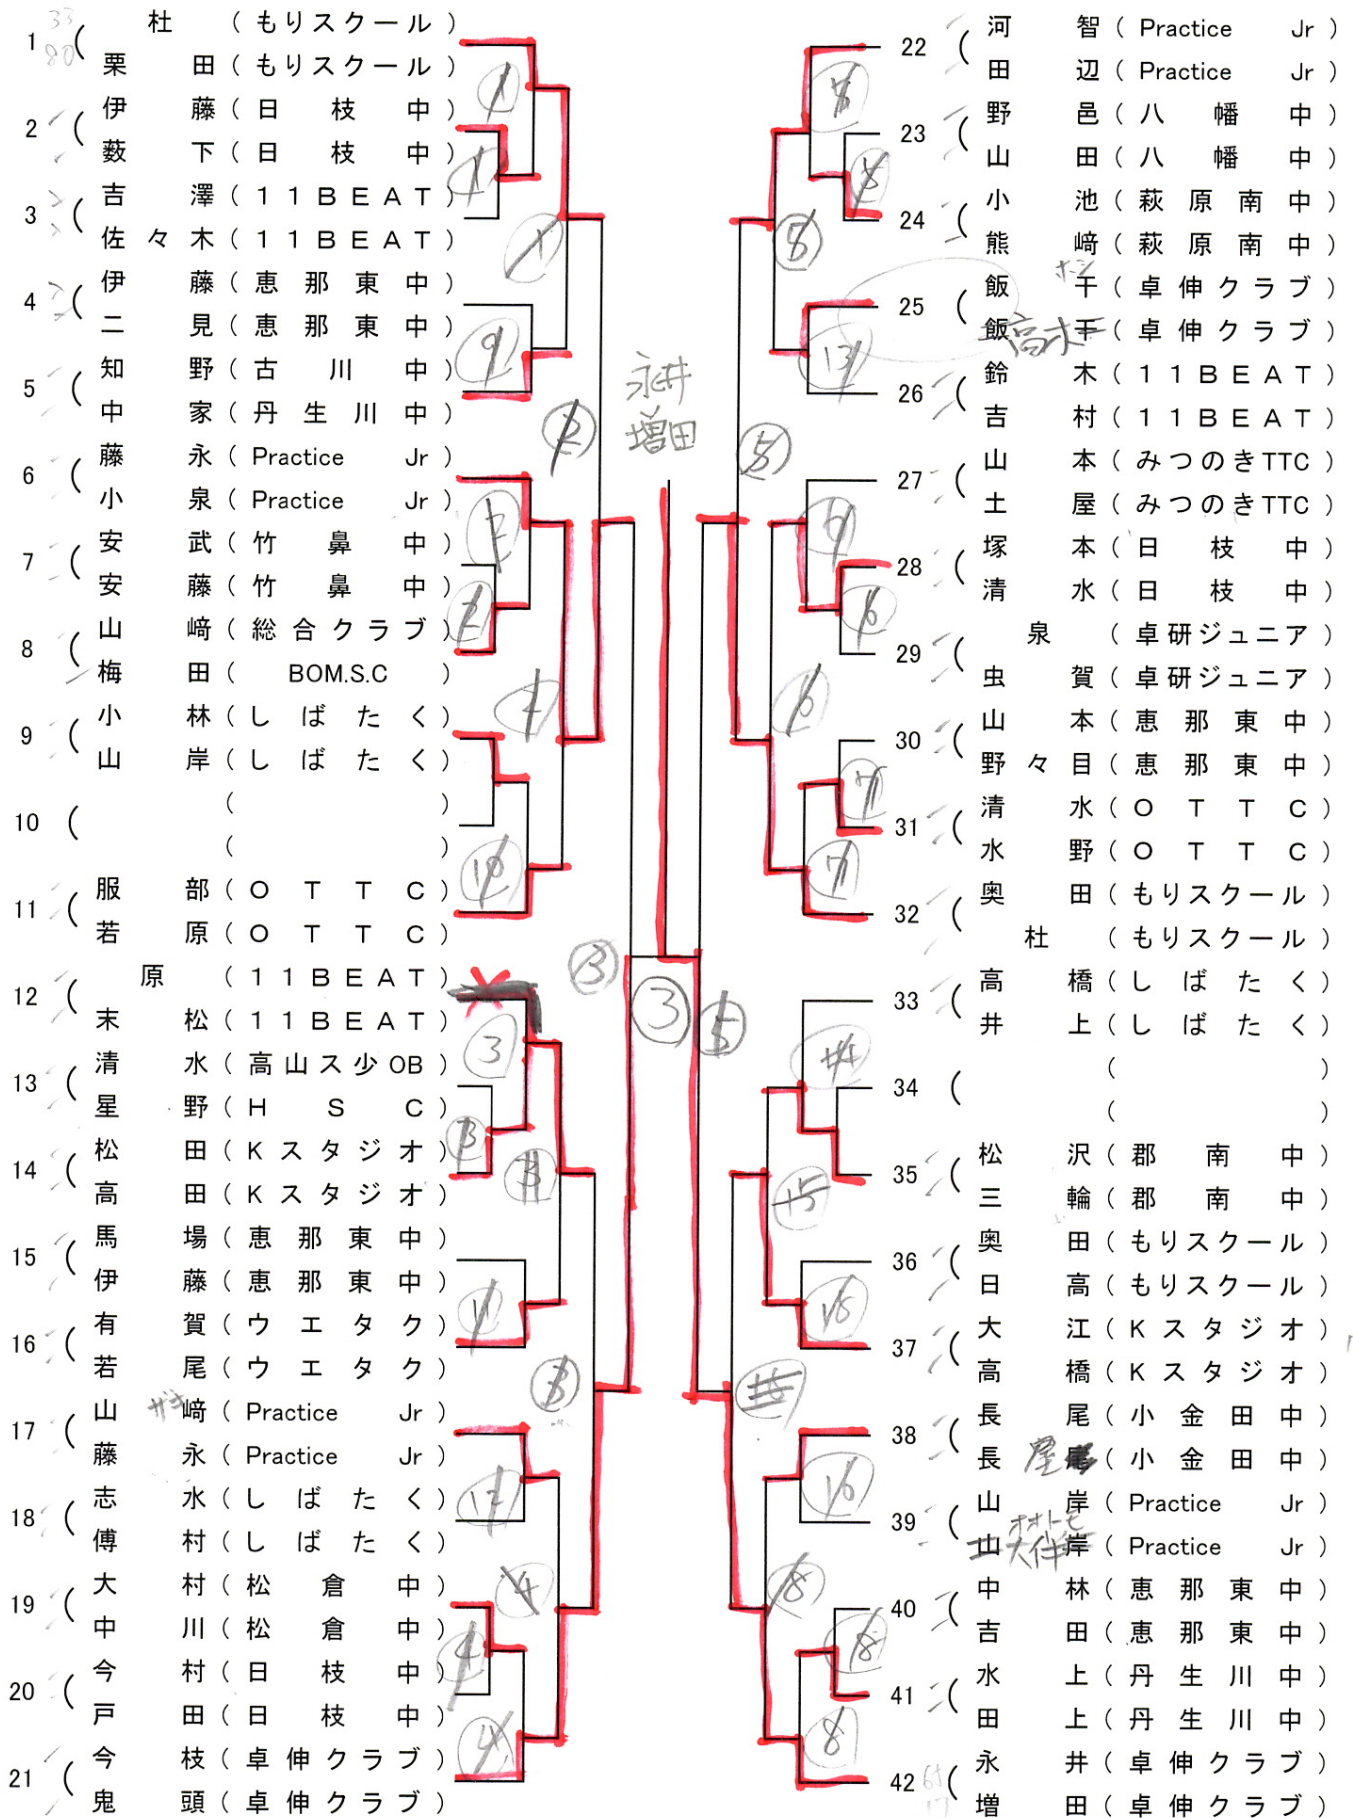 1 ( 杜 ( もりスクール )
栗 田 ( もりスクール )
2 ( 伊 藤 ( 日 枝 中 )
薮 下 ( 日 枝 中 )
3 ( 吉 澤 ( 11BEAT )
佐々木 ( 11BEAT )
4 ( 伊 藤 ( 恵那東中 )
二 見 ( 恵那東中 )
5 ( 知 野 ( 古 川 中 )
中 家 ( 丹生川中 )
6 ( 藤 永 ( Practice Jr )
小 泉 ( Practice Jr )
7 ( 安 武 ( 竹 鼻 中 )
安 藤 ( 竹 鼻 中 )
8 ( 山 﨑 ( 総合クラブ )
梅 田 ( BOM.S.C )
9 ( 小 林 ( しばたく )
山 岸 ( しばたく )
10 ( ( )
( )
11 ( 服 部 ( OTTC )
若 原 ( OTTC )
12 ( 原 ( 11BEAT )
末 松 ( 11BEAT )
13 ( 清 水 ( 高山ス少OB )
星 野 ( HSC )
14 ( 松 田 ( Kスタジオ )
高 田 ( Kスタジオ )
15 ( 馬 場 ( 恵那東中 )
伊 藤 ( 恵那東中 )
16 ( 有 賀 ( ウエタク )
若 尾 ( ウエタク )
17 ( 山 﨑 ( Practice Jr )
藤 永 ( Practice Jr )
18 ( 志 水 ( しばたく )
傅 村 ( しばたく )
19 ( 大 村 ( 松 倉 中 )
中 川 ( 松 倉 中 )
20 ( 今 村 ( 日 枝 中 )
戸 田 ( 日 枝 中 )
21 ( 今 枝 ( 卓伸クラブ )
鬼 頭 ( 卓伸クラブ )
永井
増田
3
22 ( 河 智 ( Practice Jr )
田 辺 ( Practice Jr )
23 ( 野 邑 ( 八 幡 中 )
山 田 ( 八 幡 中 )
24 ( 小 池 ( 萩原南中 )
熊 﨑 ( 萩原南中 )
ホシ
25 ( 飯 干 ( 卓伸クラブ )
飯 干 ( 卓伸クラブ )
高木
26 ( 鈴 木 ( 11BEAT )
吉 村 ( 11BEAT )
27 ( 山 本 ( みつのきTTC )
土 屋 ( みつのきTTC )
28 ( 塚 本 ( 日 枝 中 )
清 水 ( 日 枝 中 )
29 ( 泉 ( 卓研ジュニア )
虫 賀 ( 卓研ジュニア )
30 ( 山 本 ( 恵那東中 )
野々目 ( 恵那東中 )
31 ( 清 水 ( OTTC )
水 野 ( OTTC )
32 ( 奥 田 ( もりスクール )
杜 ( もりスクール )
33 ( 高 橋 ( しばたく )
井 上 ( しばたく )
34 ( ( )
( )
35 ( 松 沢 ( 郡 南 中 )
三 輪 ( 郡 南 中 )
36 ( 奥 田 ( もりスクール )
日 高 ( もりスクール )
37 ( 大 江 ( Kスタジオ )
高 橋 ( Kスタジオ )
38 ( 長 尾 ( 小金田中 )
長 屋 ( 小金田中 )
39 ( 山 岸 ( Practice Jr )
オオトモ
山 岸 ( Practice Jr )
大伴
40 ( 中 林 ( 恵那東中 )
吉 田 ( 恵那東中 )
41 ( 水 上 ( 丹生川中 )
田 上 ( 丹生川中 )
42 ( 永 井 ( 卓伸クラブ )
増 田 ( 卓伸クラブ )